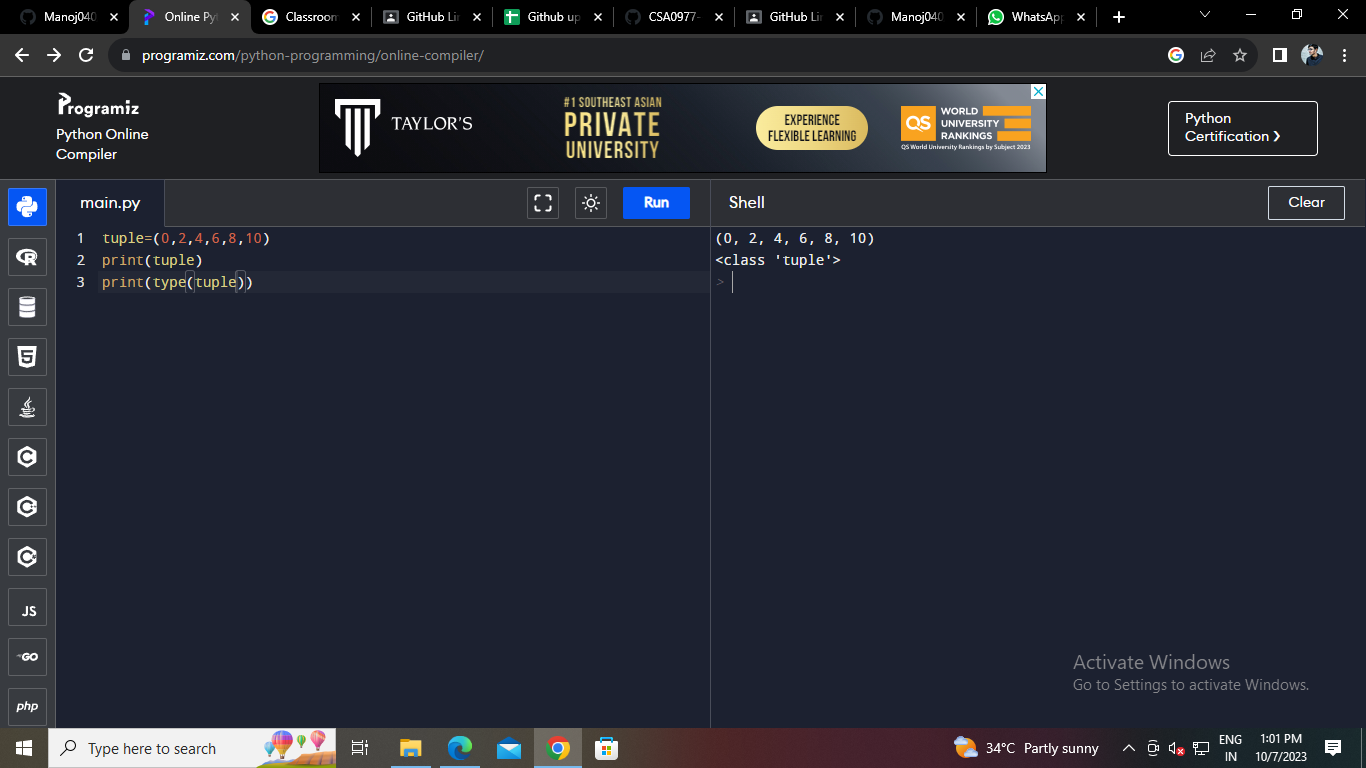 Manoj040
Online Py
Classroom
GitHub Lin
Github up
CSA0977-
GitHub Lin
Manoj040
WhatsApp
programiz.com/python-programming/online-compiler/
Programiz
Python Online
Compiler
TAYLOR'S
#1 SOUTHEAST ASIAN
PRIVATE
UNIVERSITY
EXPERIENCE
FLEXIBLE LEARNING
QS
WORLD
UNIVERSITY
RANKINGS
QS World University Rankings by Subject 2023
Python
Certification ❯
main.py
Run
Shell
Clear
1 tuple=(0,2,4,6,8,10)
2 print(tuple)
3 print(type(tuple))
(0, 2, 4, 6, 8, 10)
<class 'tuple'>
>
R
5
C
C
C
JS
GO
php
Activate Windows
Go to Settings to activate Windows.
Type here to search
34°C Partly sunny
ENG
IN
1:01 PM
10/7/2023